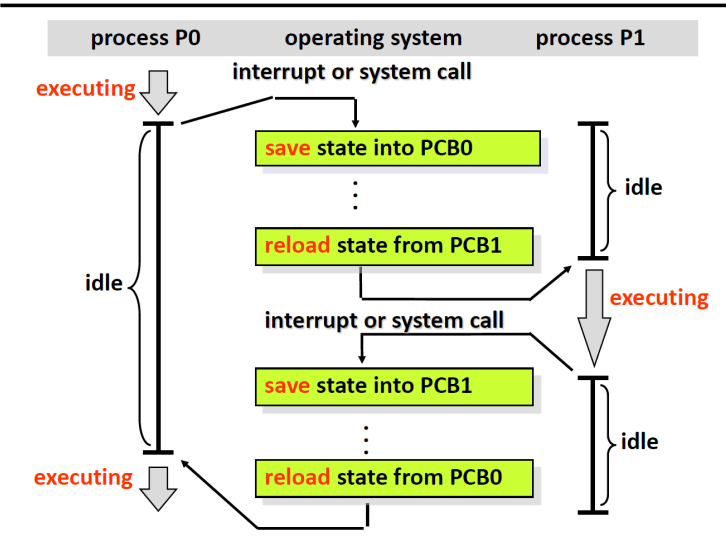 process P0 operating system process P1
interrupt or system call
executing
save state into PCB0
idle
reload state from PCB1
idle
executing
interrupt or system call
save state into PCB1
idle
reload state from PCB0
executing